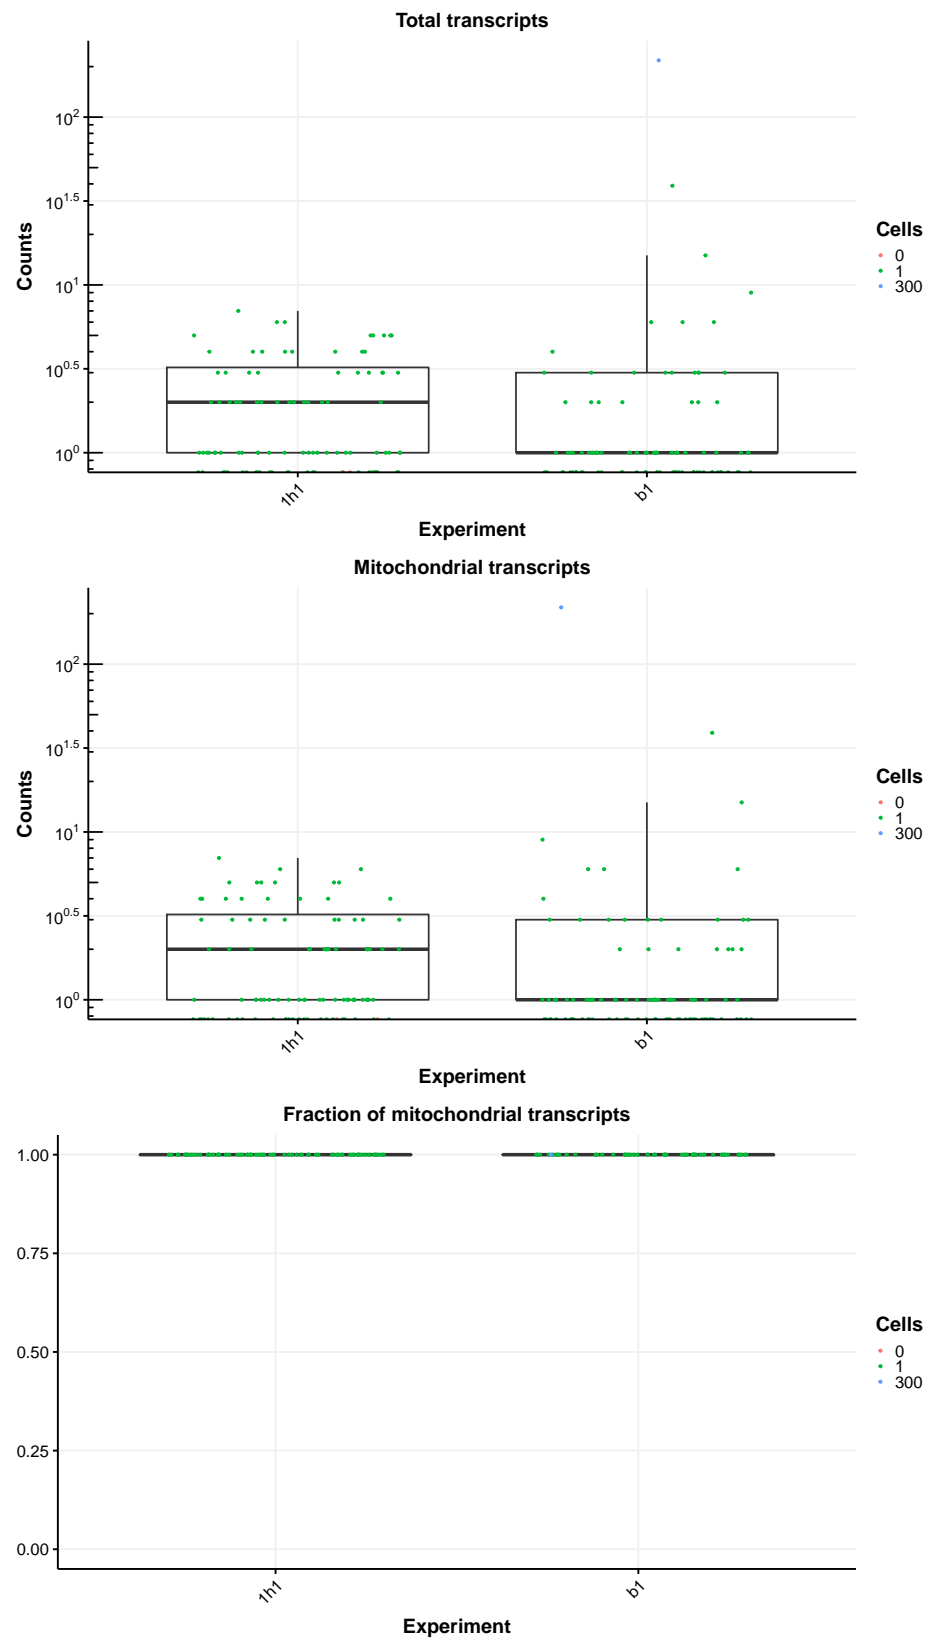 Total transcripts
10^2
10^1.5
10^1
10^0.5
10^0
Counts
1h1
b1
Experiment
Cells
0
1
300
Mitochondrial transcripts
10^2
10^1.5
10^1
10^0.5
10^0
Counts
1h1
b1
Experiment
Cells
0
1
300
Fraction of mitochondrial transcripts
1.00
0.75
0.50
0.25
0.00
1h1
b1
Experiment
Cells
0
1
300